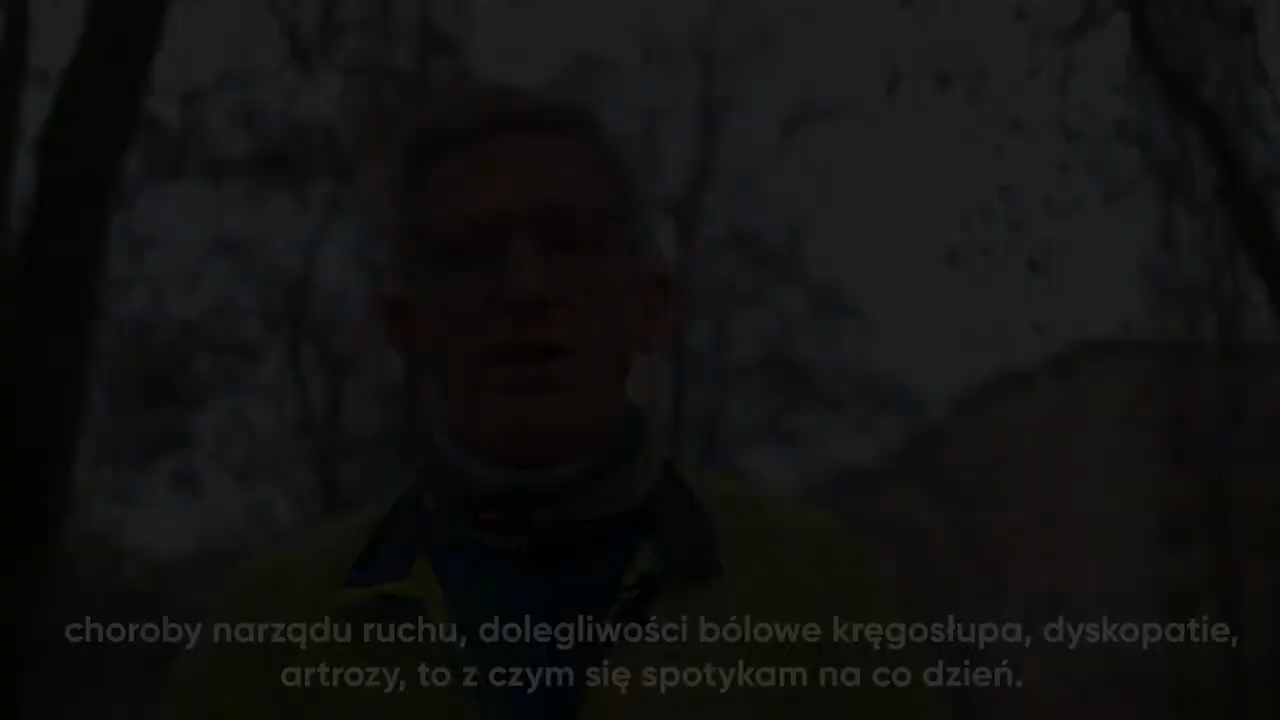 choroby narządu ruchu, dolegliwości bólowe kręgosłupa, dyskopatie,
artrozy, to z czym się spotykam na co dzień.